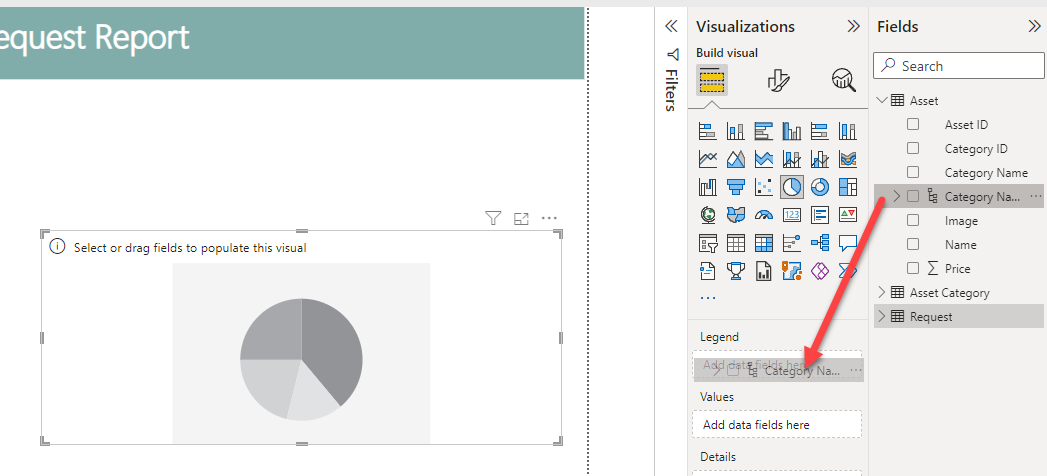 equest Report
Select or drag fields to populate this visual
Filters
Visualizations
Build visual
123
Legend
Add data fields here
Category Na...
Values
Add data fields here
Details
Fields
Search
Asset
Asset ID
Category ID
Category Name
Category Na...
Image
Name
Price
Asset Category
Request